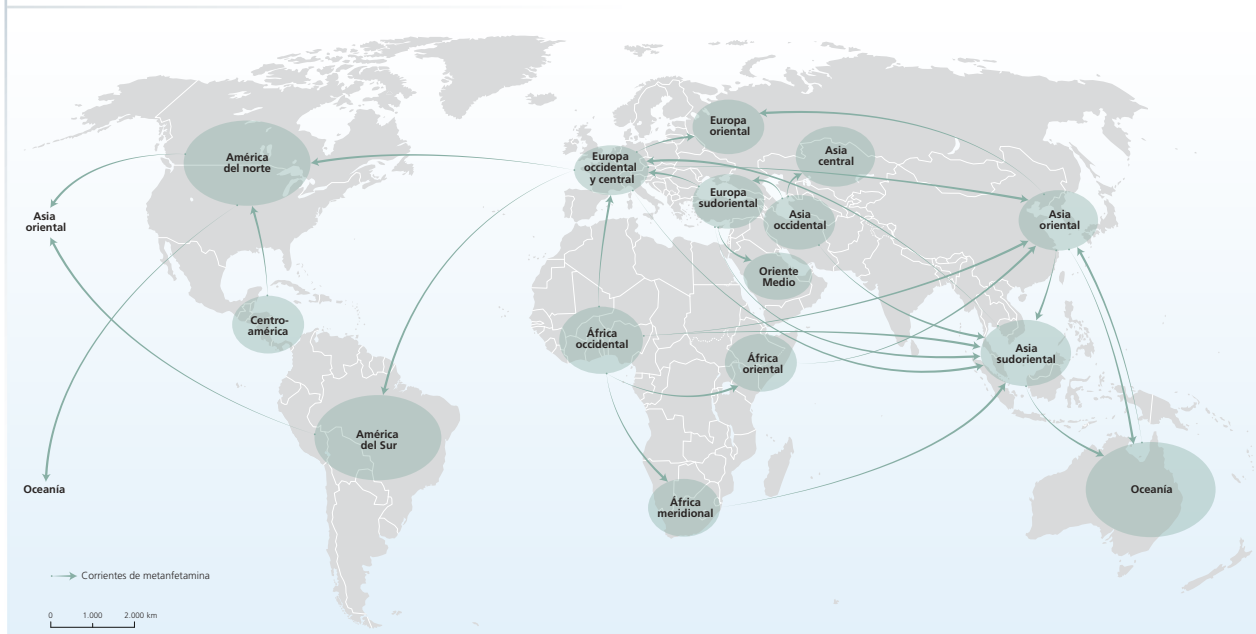 Europa
oriental
Europa
occidental
y central
América
del norte
Asia
central
Europa
sudoriental
Asia
oriental
Asia
occidental
Asia
oriental
Oriente
Medio
Centro-
américa
África
occidental
África
oriental
Asia
sudoriental
América
del Sur
Oceanía
Oceanía
África
meridional
Corrientes de metanfetamina
0 1.000 2.000 km